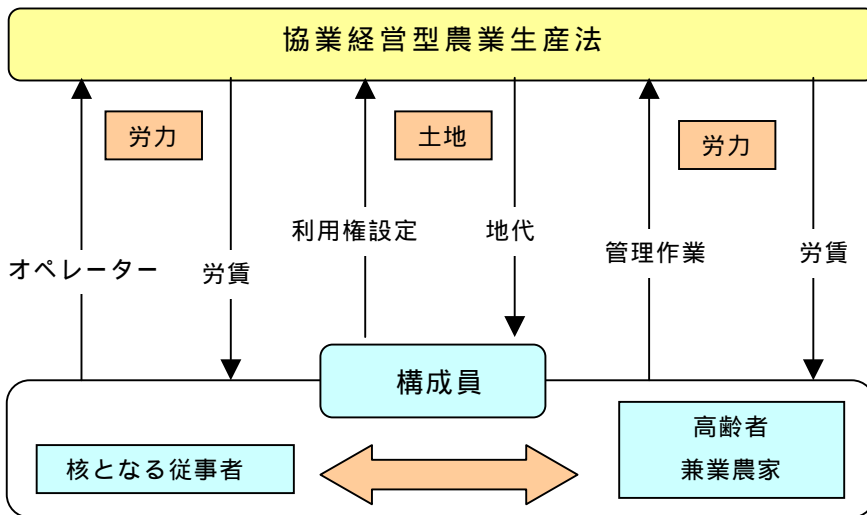 協業経営型農業生産法
労力
土地
労力
利用権設定
地代
管理作業
労賃
オペレーター
労賃
構成員
核となる従事者
高齢者
兼業農家